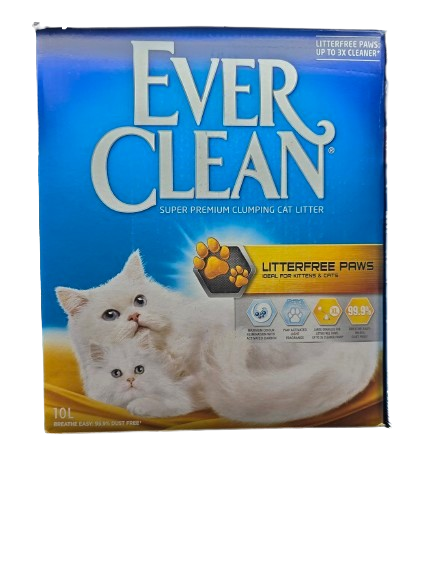 LITTERFREE PAWS
UP TO 3X CLEANER*
EVER
CLEAN®
SUPER PREMIUM CLUMPING CAT LITTER
LITTERFREE PAWS
IDEAL FOR KITTENS & CATS
99.9%
10L
BREATHE EASY 99.9% DUST FREE*